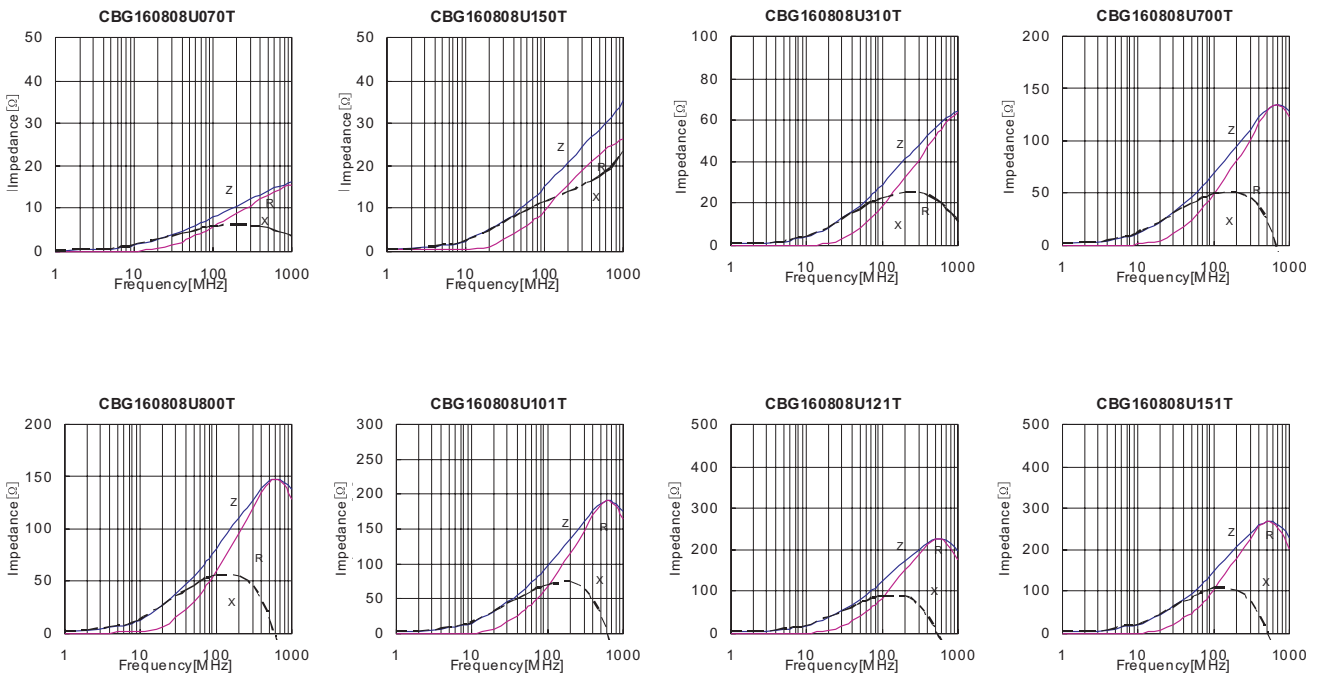 CBG160808U070T
50
40
30
20
10
0
Impedance[Ω]
Z
R
X
1
10
100
1000
Frequency[MHz]
CBG160808U150T
50
40
30
20
10
0
Impedance[Ω]
Z
R
X
1
10
100
1000
Frequency[MHz]
CBG160808U310T
100
80
60
40
20
0
Impedance[Ω]
Z
R
X
1
10
100
1000
Frequency[MHz]
CBG160808U700T
200
150
100
50
0
Impedance[Ω]
Z
R
X
1
10
100
1000
Frequency[MHz]
CBG160808U800T
200
150
100
50
0
Impedance[Ω]
Z
R
X
1
10
100
1000
Frequency[MHz]
CBG160808U101T
300
250
200
150
100
50
0
Impedance[Ω]
Z
R
X
1
10
100
1000
Frequency[MHz]
CBG160808U121T
500
400
300
200
100
0
Impedance[Ω]
Z
R
X
1
10
100
1000
Frequency[MHz]
CBG160808U151T
500
400
300
200
100
0
Impedance[Ω]
Z
R
X
1
10
100
1000
Frequency[MHz]